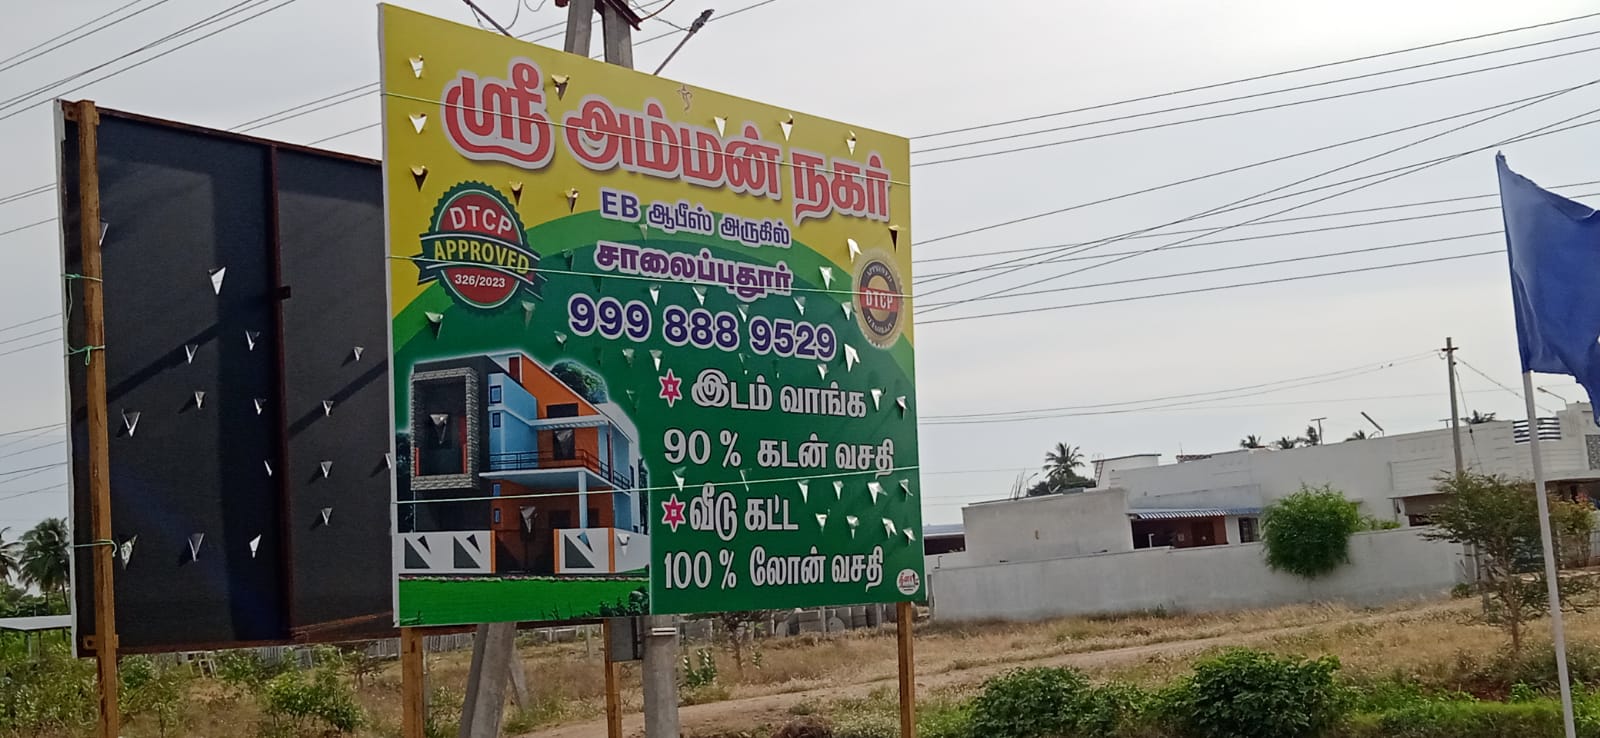 ஸ்ரீ அம்மன் நகர்
EB ஆபீஸ் அருகில்
சாலைப்புதூர்
999 888 9529
DTCP
APPROVED
326/2023
DTCP
இடம் வாங்க
90 % கடன் வசதி
வீடு கட்ட
100 % லோன் வசதி